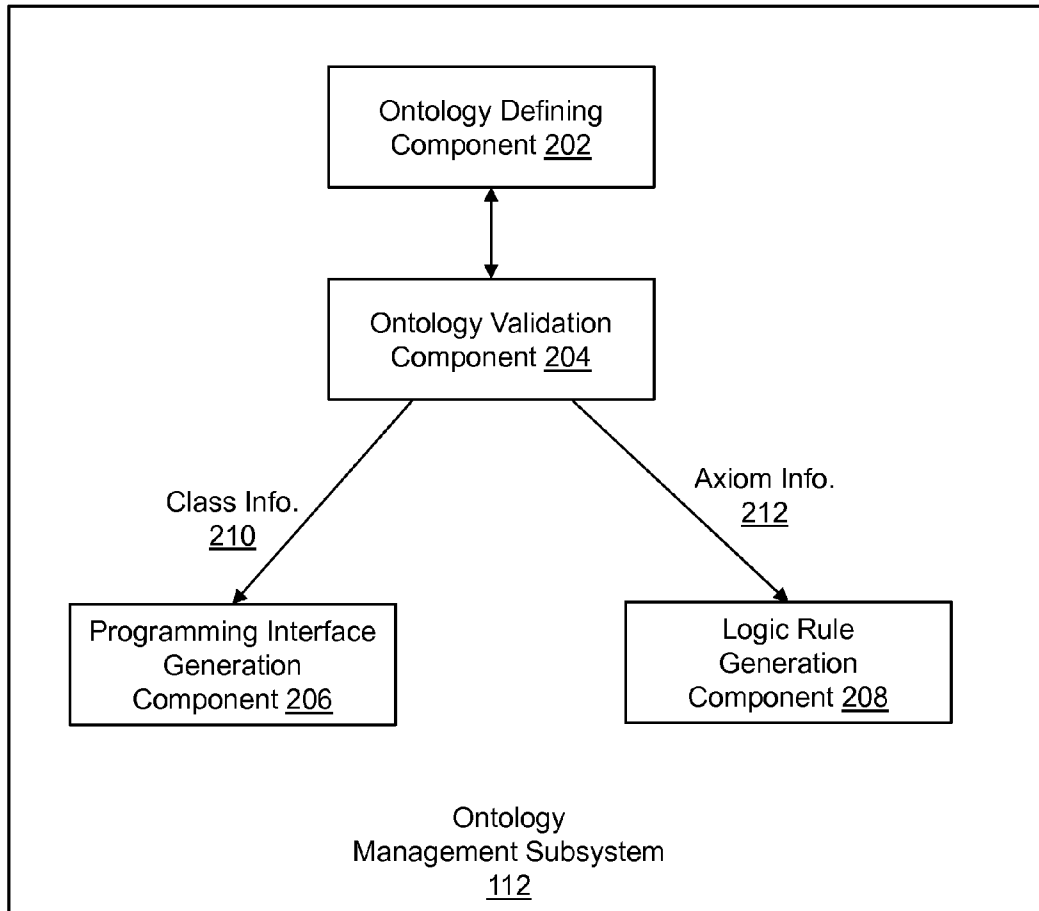 Ontology Defining
Component 202
Ontology Validation
Component 204
Class Info.
210
Axiom Info.
212
Programming Interface
Generation
Component 206
Logic Rule
Generation
Component 208
Ontology
Management Subsystem
112